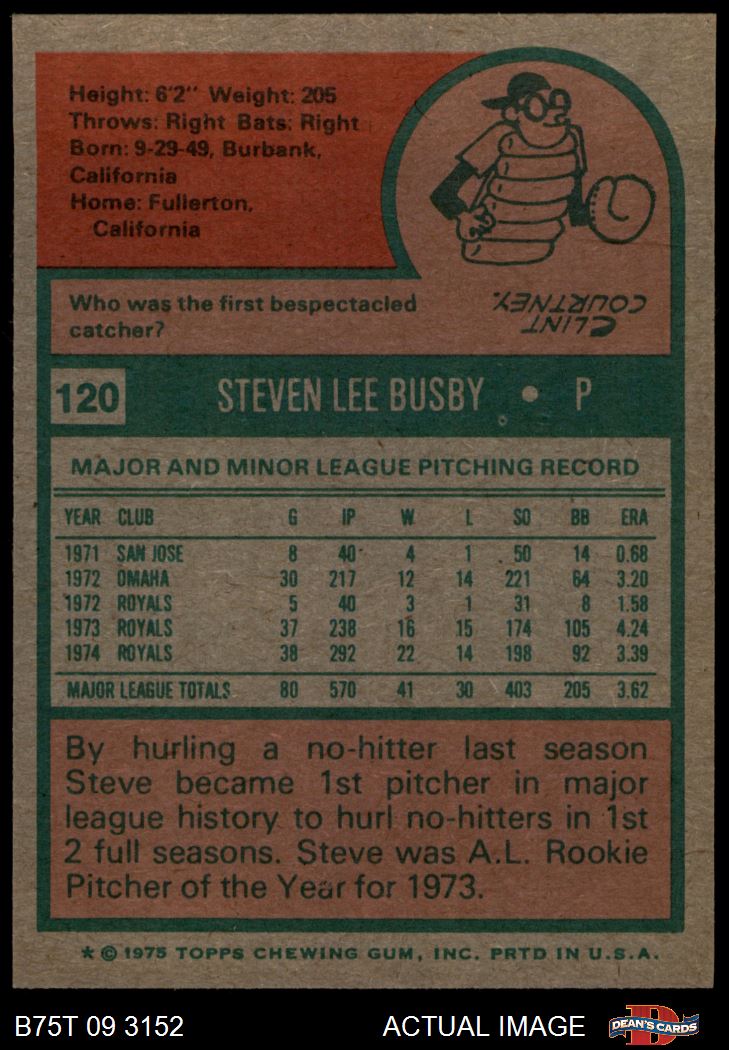 Height: 6'2" Weight: 205
Throws: Right Bats: Right
Born: 9-29-49, Burbank,
California
Home: Fullerton,
California
Who was the first bespectacled
catcher?
CLINT
COURTNEY.
120 STEVEN LEE BUSBY • P
MAJOR AND MINOR LEAGUE PITCHING RECORD
YEAR CLUB G IP W L SO BB ERA
1971 SAN JOSE 8 40 4 1 50 14 0.68
1972 OMAHA 30 217 12 14 221 64 3.20
1972 ROYALS 5 40 3 1 31 8 1.58
1973 ROYALS 37 238 16 15 174 105 4.24
1974 ROYALS 38 292 22 14 198 92 3.39
MAJOR LEAGUE TOTALS 80 570 41 30 403 205 3.62
By hurling a no-hitter last season
Steve became 1st pitcher in major
league history to hurl no-hitters in 1st
2 full seasons. Steve was A.L. Rookie
Pitcher of the Year for 1973.
* © 1975 TOPPS CHEWING GUM, INC. PRTD IN U.S.A.
B75T 09 3152 ACTUAL IMAGE D DEAN'S CARDS